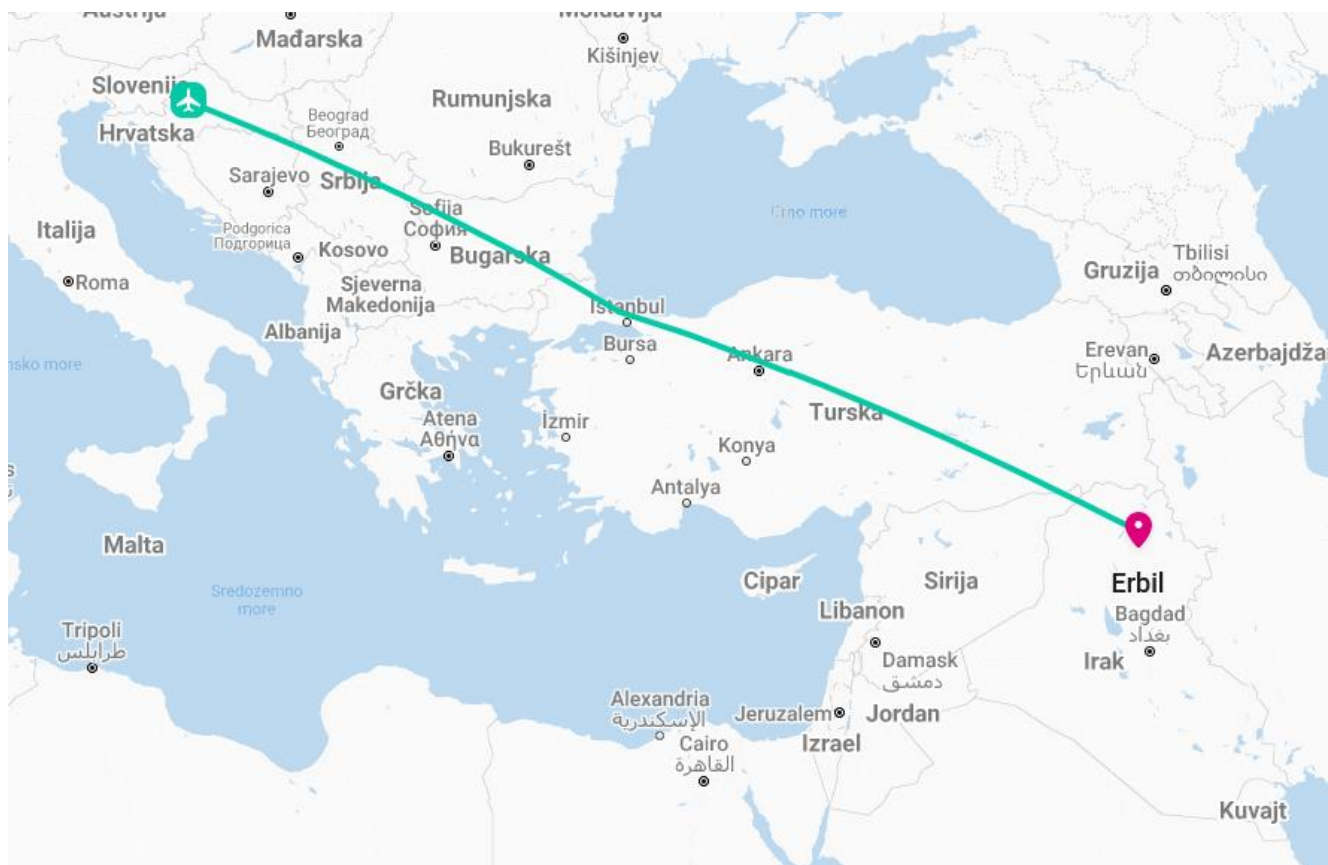 Austrija
Mađarska
Moldavija
Kišinjev
Slovenija
Hrvatska
Beograd
Београд
Rumunjska
Bukurešt
Sarajevo
Srbija
Sofija
София
Crno more
Italija
Podgorica
Подгорица
Kosovo
Bugarska
Gruzija
Tbilisi
თბილისი
Roma
Sjeverna
Makedonija
Istanbul
Albanija
Bursa
Ankara
Erevan
Երևան
Azerbajdža
nsko more
Grčka
Atena
Αθήνα
İzmir
Turska
Konya
Antalya
Malta
Sredozemno
more
Cipar
Sirija
Erbil
Libanon
Bagdad
بغداد
Tripoli
طرابلس
Damask
دمشق
Irak
Alexandria
الإسكندرية
Jeruzalem
Jordan
Cairo
القاهرة
Izrael
Kuvajt